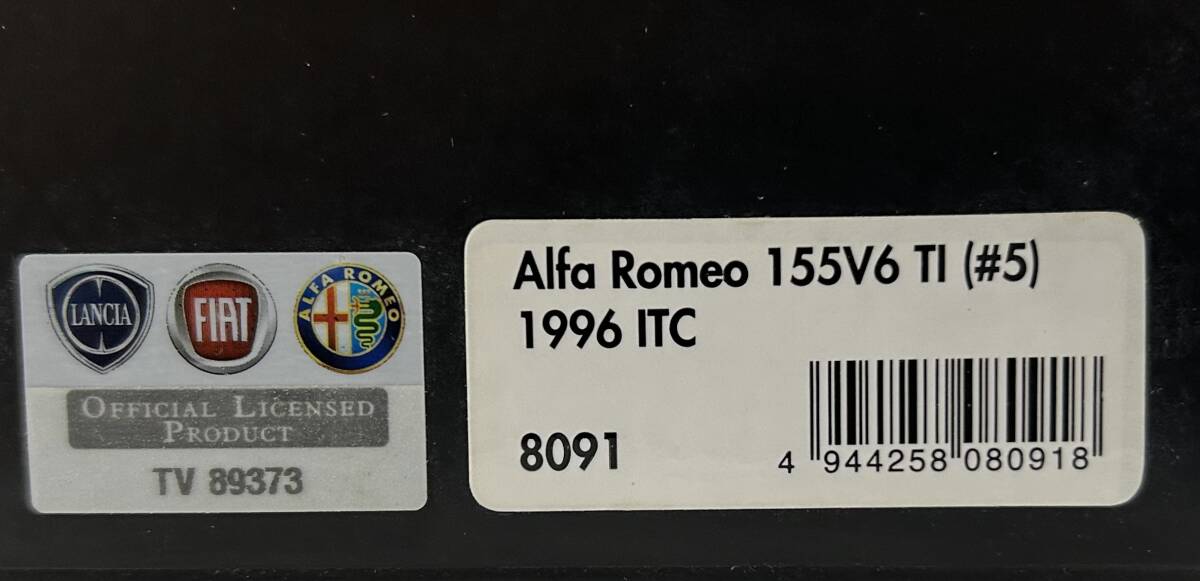 LANCIA
FIAT
ALFA ROMEO
OFFICIAL LICENSED
PRODUCT
TV 89373
Alfa Romeo 155V6 TI (#5)
1996 ITC
8091
4 944258 080918